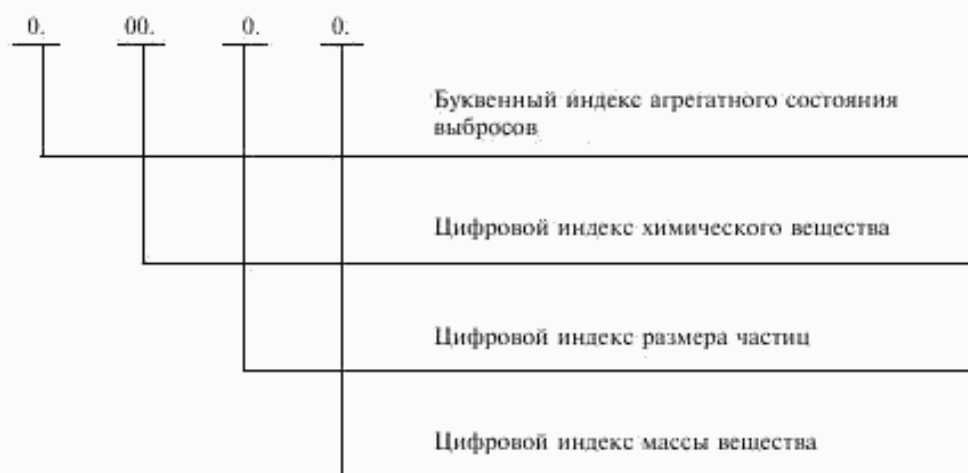 0. 00. 0. 0.
Буквенный индекс агрегатного состояния
выбросов
Цифровой индекс химического вещества
Цифровой индекс размера частиц
Цифровой индекс массы вещества